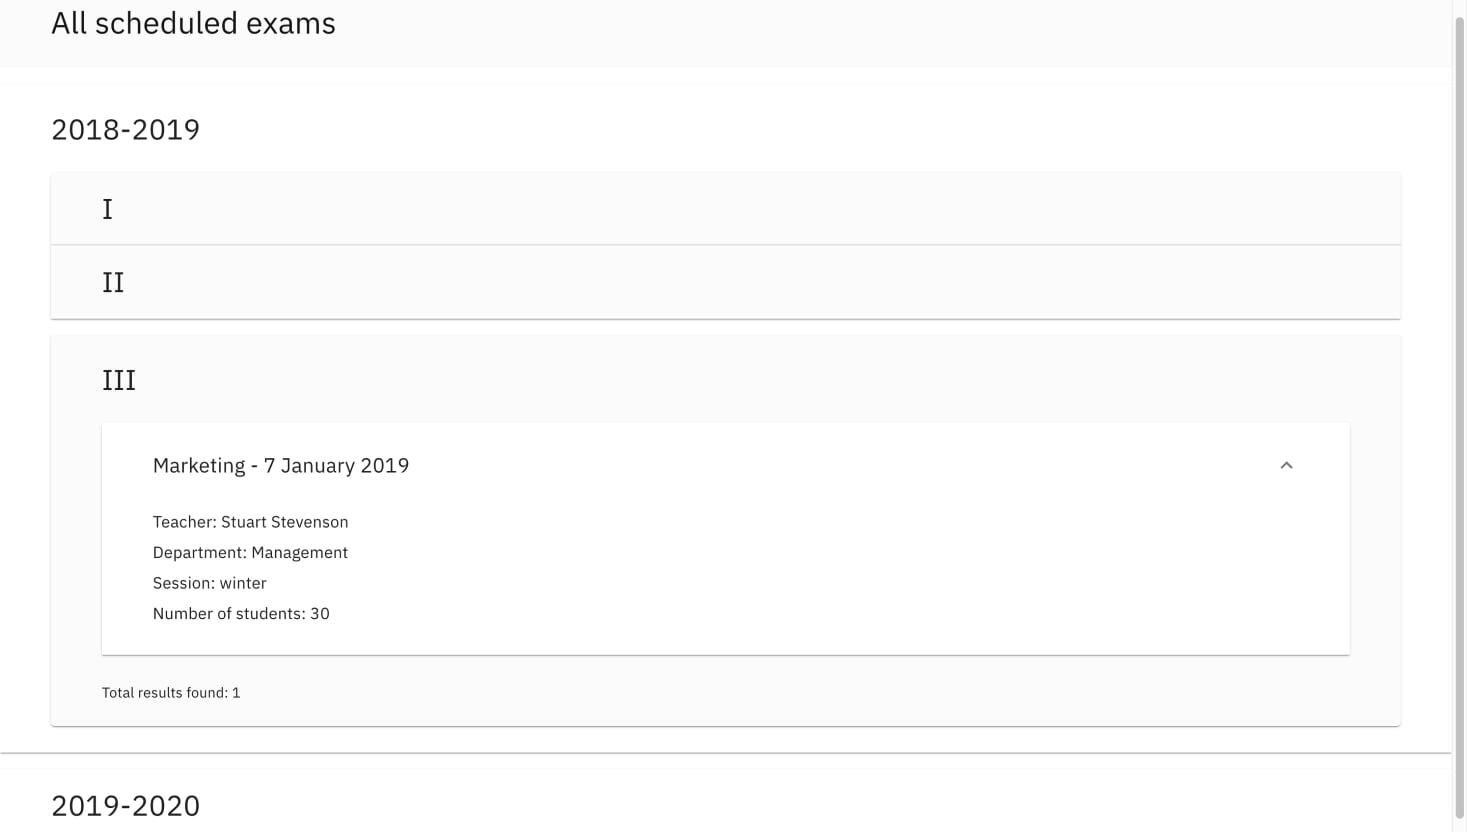 All scheduled exams
2018-2019
I
II
III
Marketing - 7 January 2019
Teacher: Stuart Stevenson
Department: Management
Session: winter
Number of students: 30
Total results found: 1
2019-2020